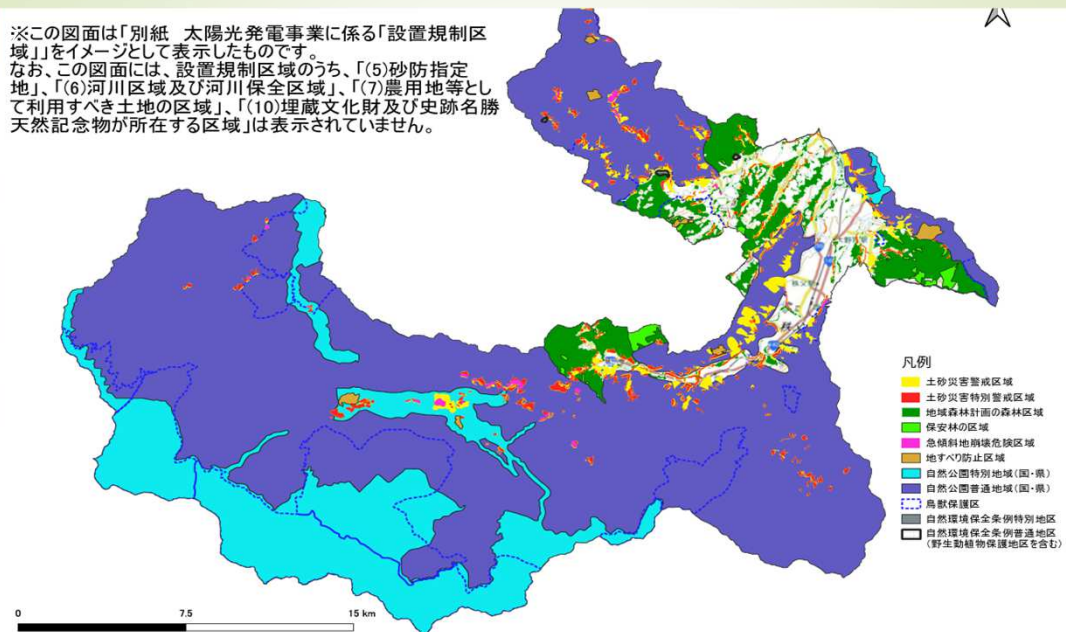 ※この図面は「別紙 太陽光発電事業に係る「設置規制区
域」」をイメージとして表示したものです。
なお、この図面には、設置規制区域のうち、「(5)砂防指定
地」、「(6)河川区域及び河川保全区域」、「(7)農用地等とし
て利用すべき土地の区域」、「(10)埋蔵文化財及び史跡名勝
天然記念物が所在する区域」は表示されていません。
凡例
土砂災害警戒区域
土砂災害特別警戒区域
地域森林計画の森林区域
保安林の区域
急傾斜地崩壊危険区域
地すべり防止区域
自然公園特別地域(国・県)
自然公園普通地域(国・県)
鳥獣保護区
自然環境保全条例特別地区
自然環境保全条例普通地区
(野生動植物保護地区を含む)
0 7.5 15 km